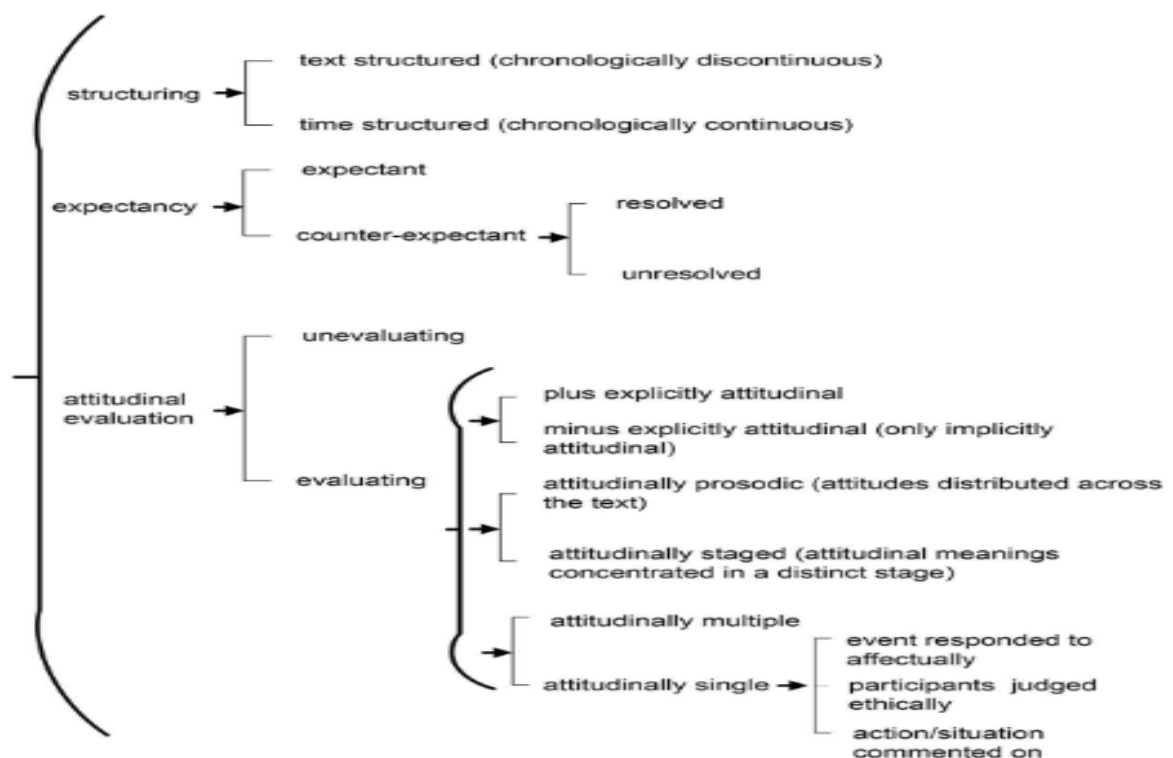 text structured (chronologically discontinuous)
structuring
time structured (chronologically continuous)
expectant
expectancy
resolved
counter-expectant
unresolved
unevaluating
attitudinal
evaluation
plus explicitly attitudinal
minus explicitly attitudinal (only implicitly
attitudinal)
evaluating
attitudinally prosodic (attitudes distributed across
the text)
attitudinally staged (attitudinal meanings
concentrated in a distinct stage)
attitudinally multiple
attitudinally single
event responded to
affectually
participants judged
ethically
action/situation
commented on